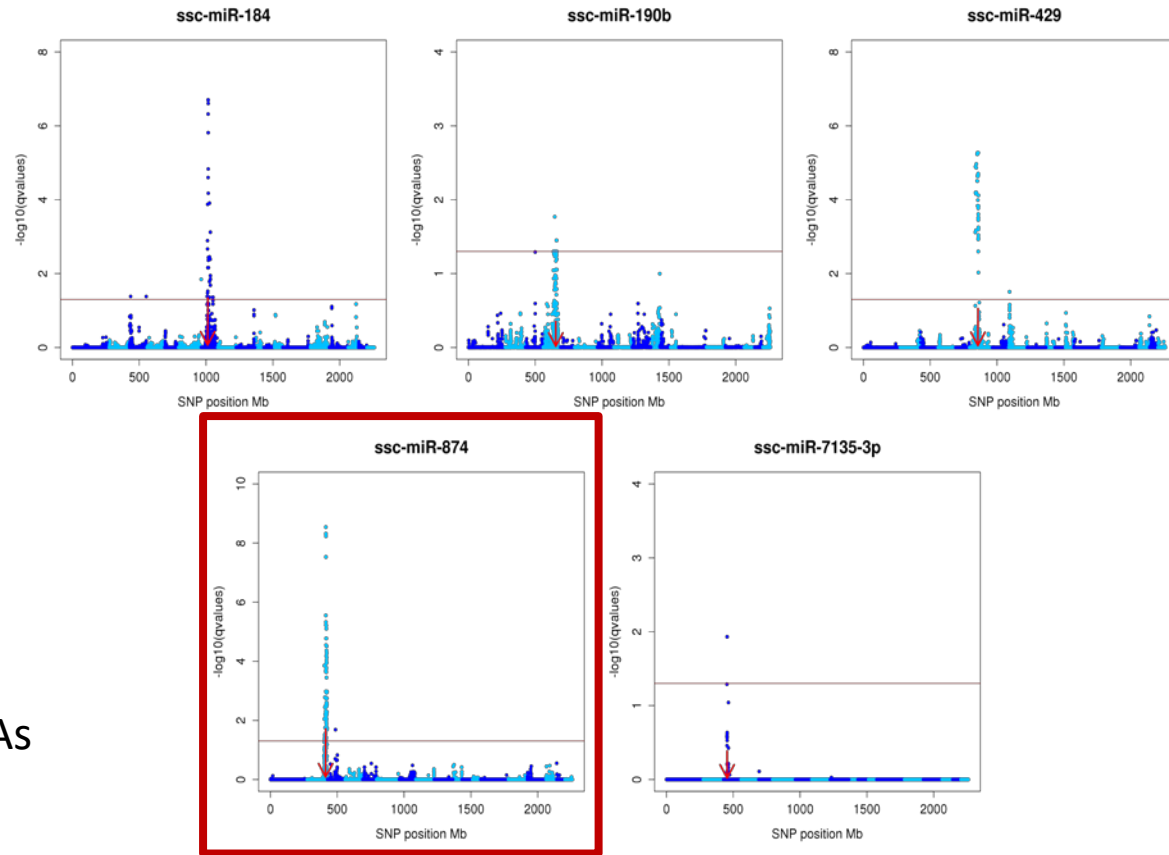 ssc-miR-184
-log10(qvalues)
8
6
4
2
0
0 500 1000 1500 2000
SNP position Mb
ssc-miR-190b
-log10(qvalues)
4
3
2
1
0
0 500 1000 1500 2000
SNP position Mb
ssc-miR-429
-log10(qvalues)
8
6
4
2
0
0 500 1000 1500 2000
SNP position Mb
ssc-miR-874
-log10(qvalues)
10
8
6
4
2
0
0 500 1000 1500 2000
SNP position Mb
ssc-miR-7135-3p
-log10(qvalues)
4
3
2
1
0
0 500 1000 1500 2000
SNP position Mb
As